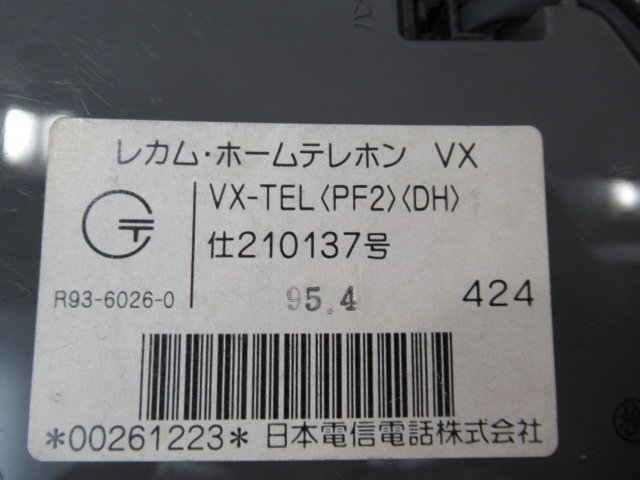 レカム・ホームテレホン VX
VX-TEL〈PF2〉〈DH〉
仕210137号
R93-6026-0
95.4
424
*00261223* 日本電信電話株式会社